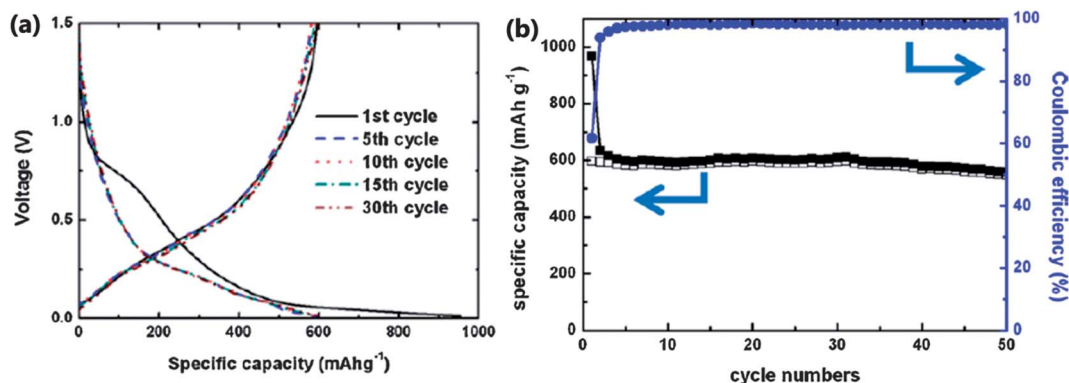 (a)
1.5
1.0
0.5
0.0
Voltage (V)
1st cycle
5th cycle
10th cycle
15th cycle
30th cycle
0 200 400 600 800 1000
Specific capacity (mAhg-1)
(b)
1000
800
600
400
200
0
specific capacity (mAh g-1)
100
80
60
40
20
0
Coulombic efficiency (%)
0 10 20 30 40 50
cycle numbers